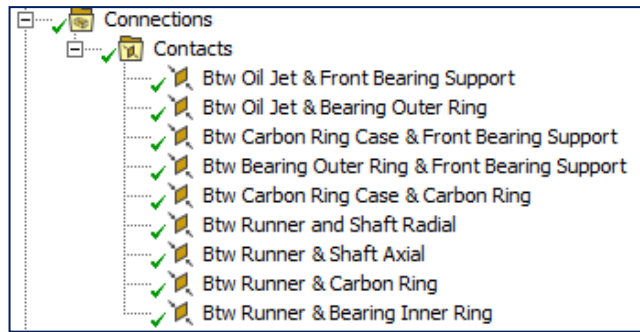 Connections
Contacts
Btw Oil Jet & Front Bearing Support
Btw Oil Jet & Bearing Outer Ring
Btw Carbon Ring Case & Front Bearing Support
Btw Bearing Outer Ring & Front Bearing Support
Btw Carbon Ring Case & Carbon Ring
Btw Runner and Shaft Radial
Btw Runner & Shaft Axial
Btw Runner & Carbon Ring
Btw Runner & Bearing Inner Ring